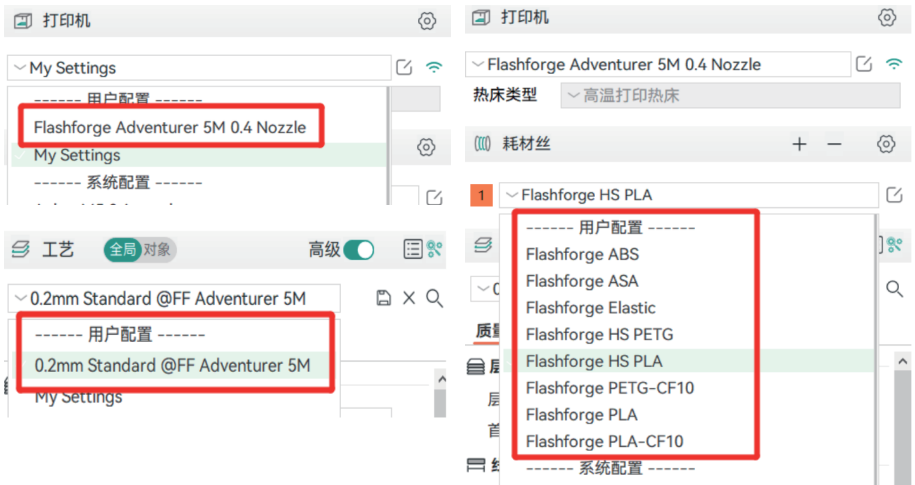 打印机
My Settings
------ 用户配置 ------
Flashforge Adventurer 5M 0.4 Nozzle
My Settings
------ 系统配置 ------
工艺 全局 对象 高级
0.2mm Standard @FF Adventurer 5M
------ 用户配置 ------
0.2mm Standard @FF Adventurer 5M
My Settings
打印机
Flashforge Adventurer 5M 0.4 Nozzle
热床类型 高温打印热床
耗材丝
1 Flashforge HS PLA
------ 用户配置 ------
Flashforge ABS
Flashforge ASA
Flashforge Elastic
Flashforge HS PETG
Flashforge HS PLA
Flashforge PETG-CF10
Flashforge PLA
Flashforge PLA-CF10
------ 系统配置 ------